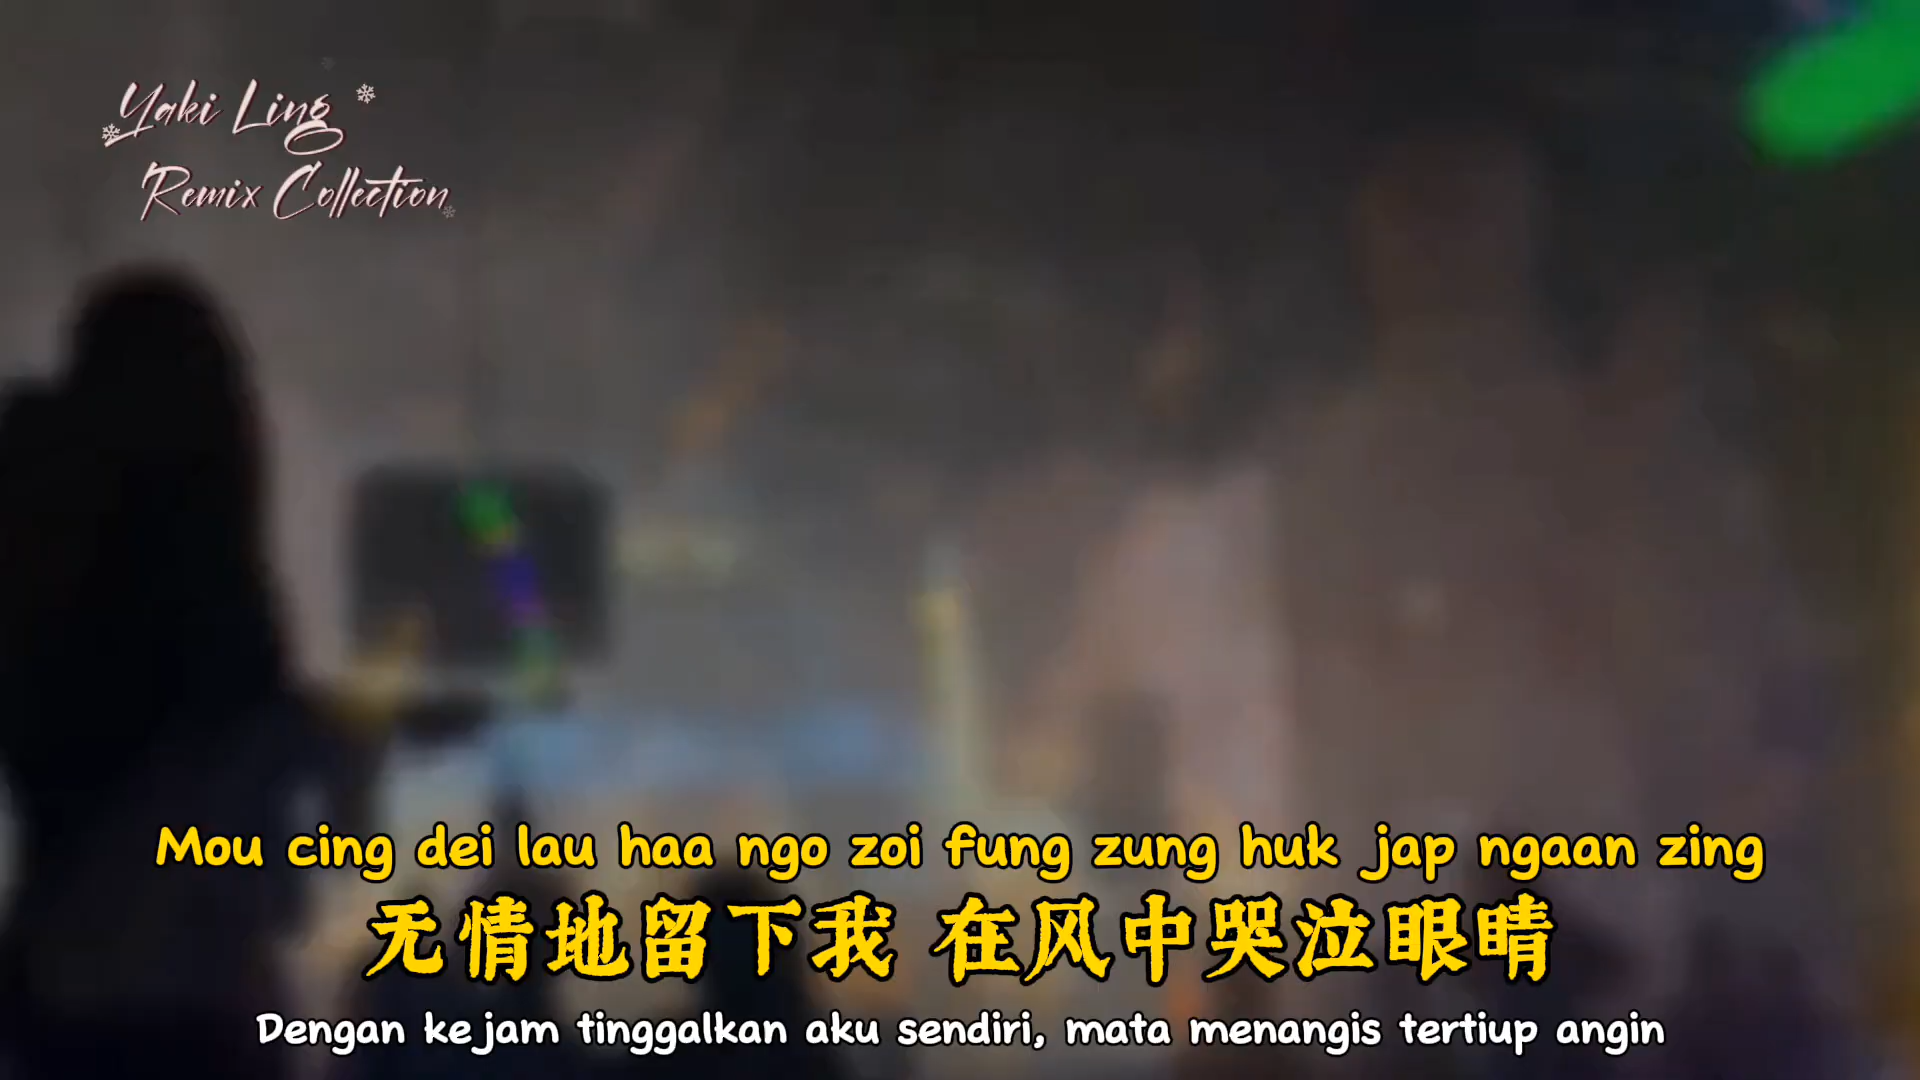 Yaki Ling
Remix Collection
Mou cing dei lau haa ngo zoi fung zung huk jap ngaan zing
无情地留下我 在风中哭泣眼睛
Dengan kejam tinggalkan aku sendiri, mata menangis tertiup angin